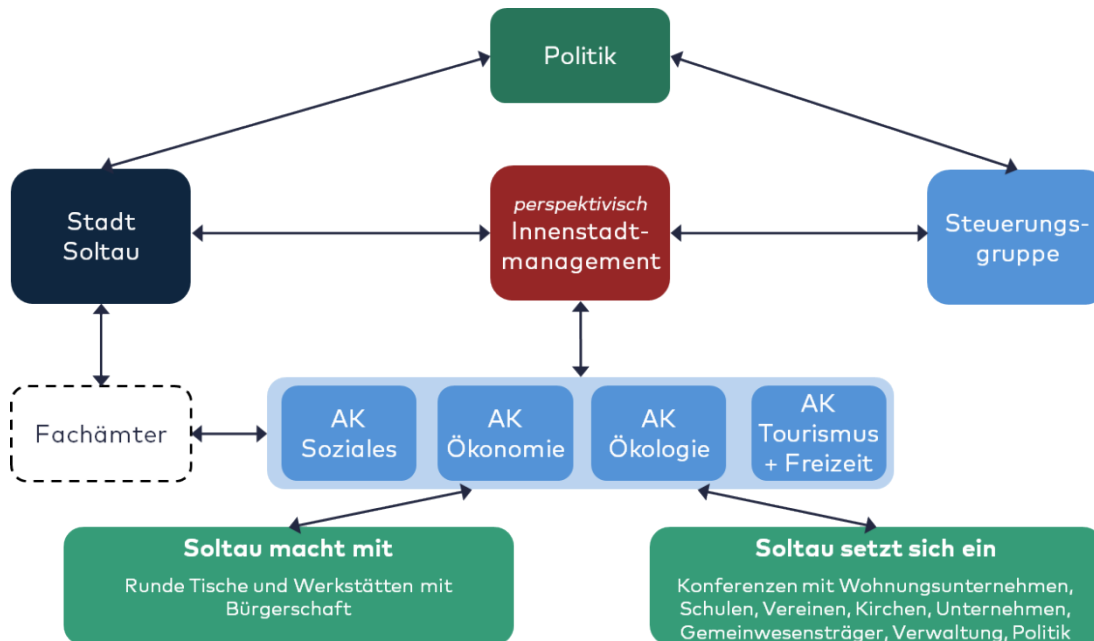 Politik
Stadt
Soltau
perspektivisch
Innenstadt-
management
Steuerungs-
gruppe
Fachämter
AK
Soziales
AK
Ökonomie
AK
Ökologie
AK
Tourismus
+ Freizeit
Soltau macht mit
Runde Tische und Werkstätten mit
Bürgerschaft
Soltau setzt sich ein
Konferenzen mit Wohnungsunternehmen,
Schulen, Vereinen, Kirchen, Unternehmen,
Gemeinwesensträger, Verwaltung, Politik